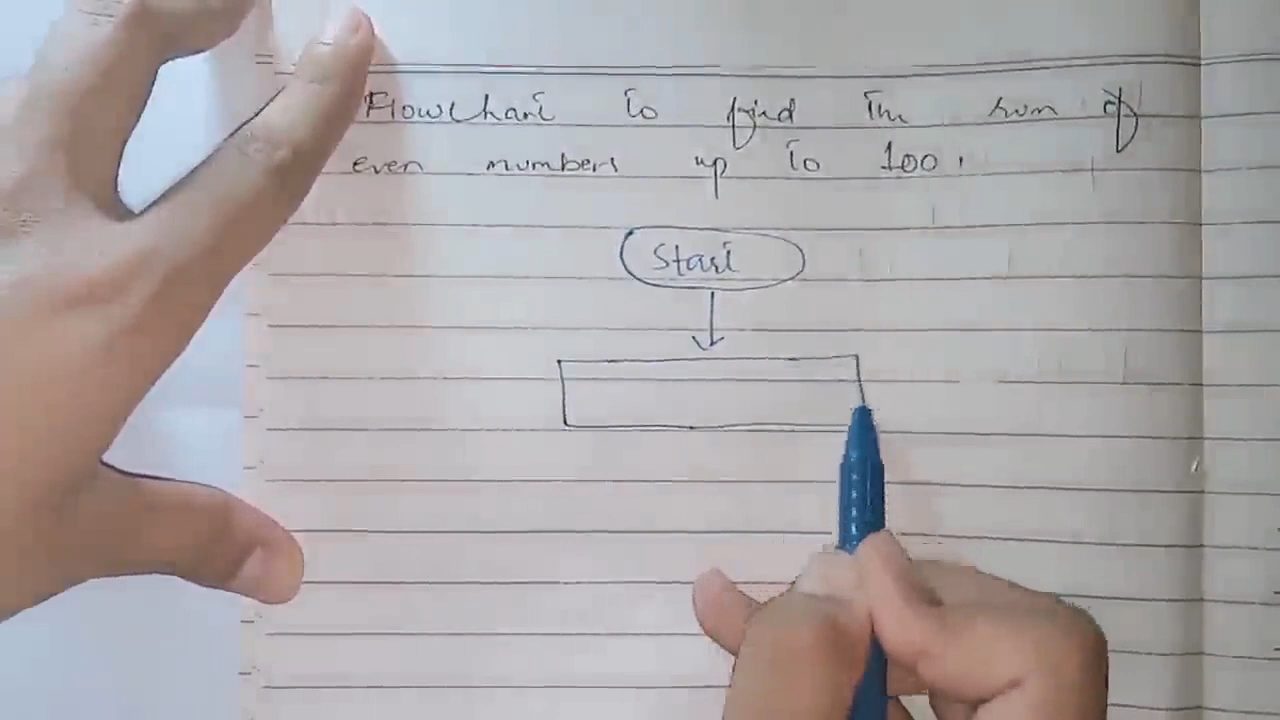 Flowchart to find the sum of
even numbers up to 100.
Start